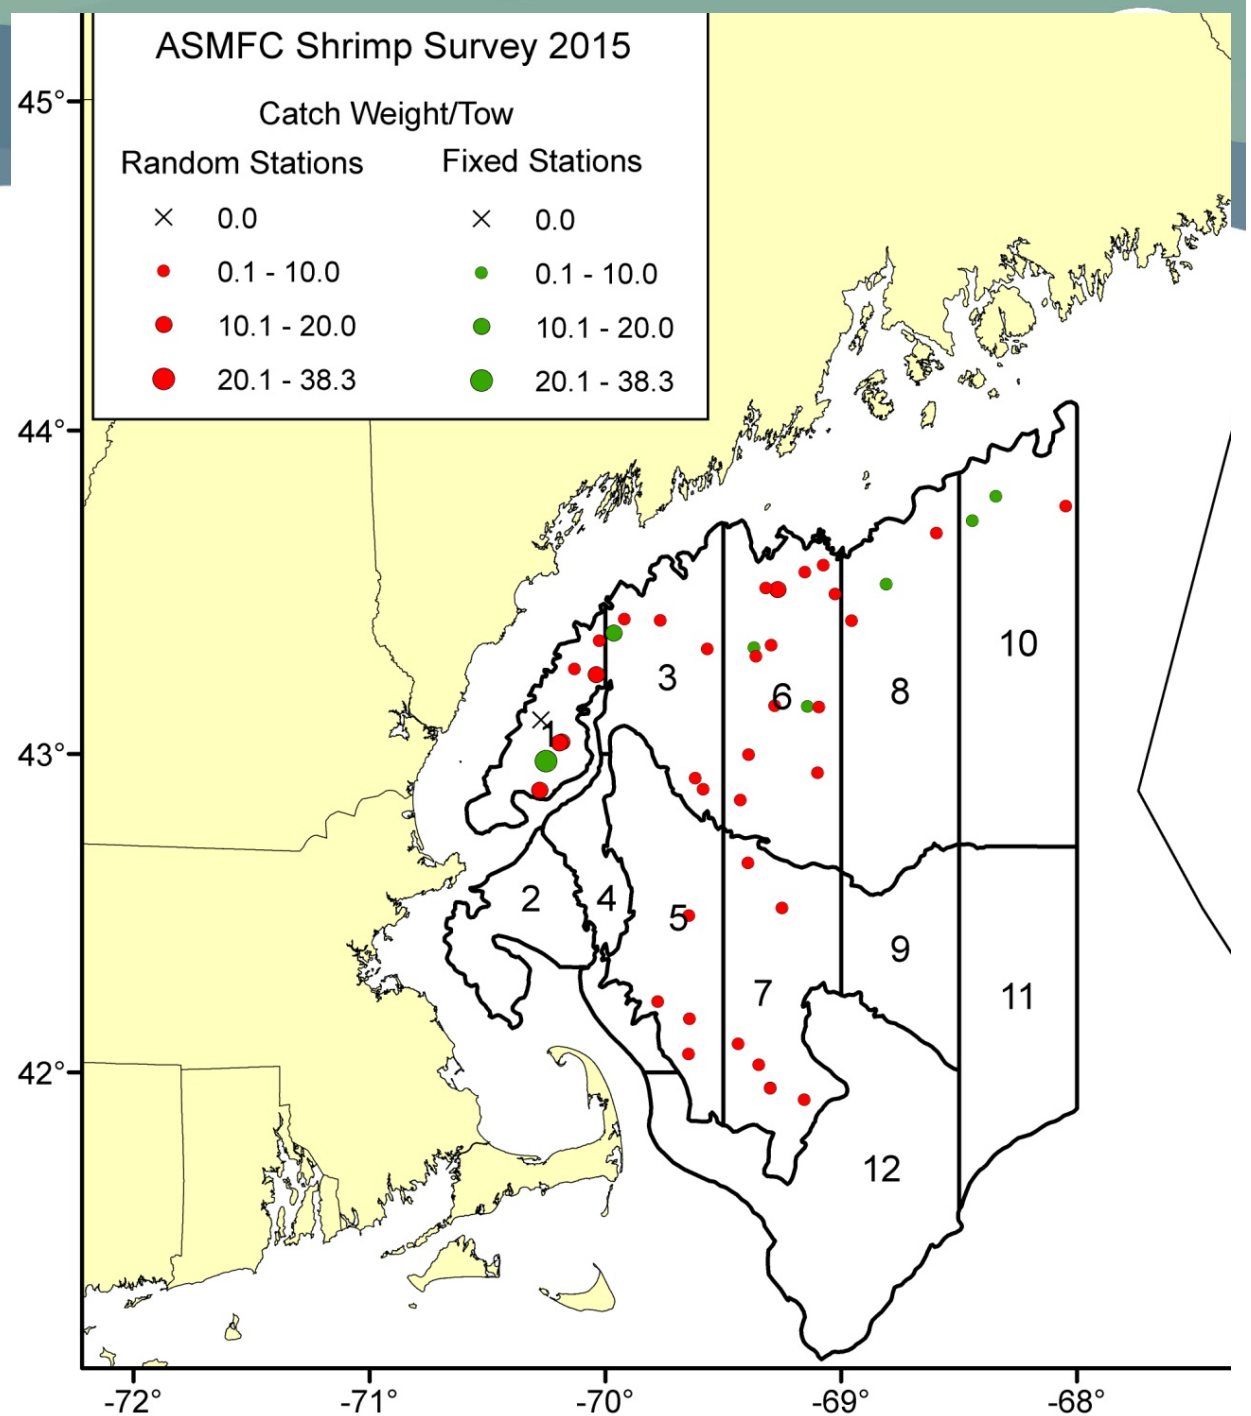 ASMFC Shrimp Survey 2015
Catch Weight/Tow
Random Stations Fixed Stations
0.0 0.0
0.1 - 10.0 0.1 - 10.0
10.1 - 20.0 10.1 - 20.0
20.1 - 38.3 20.1 - 38.3
45°
44°
43°
42°
10
3
6
8
1
2
4
5
9
7
11
12
-72° -71° -70° -69° -68°